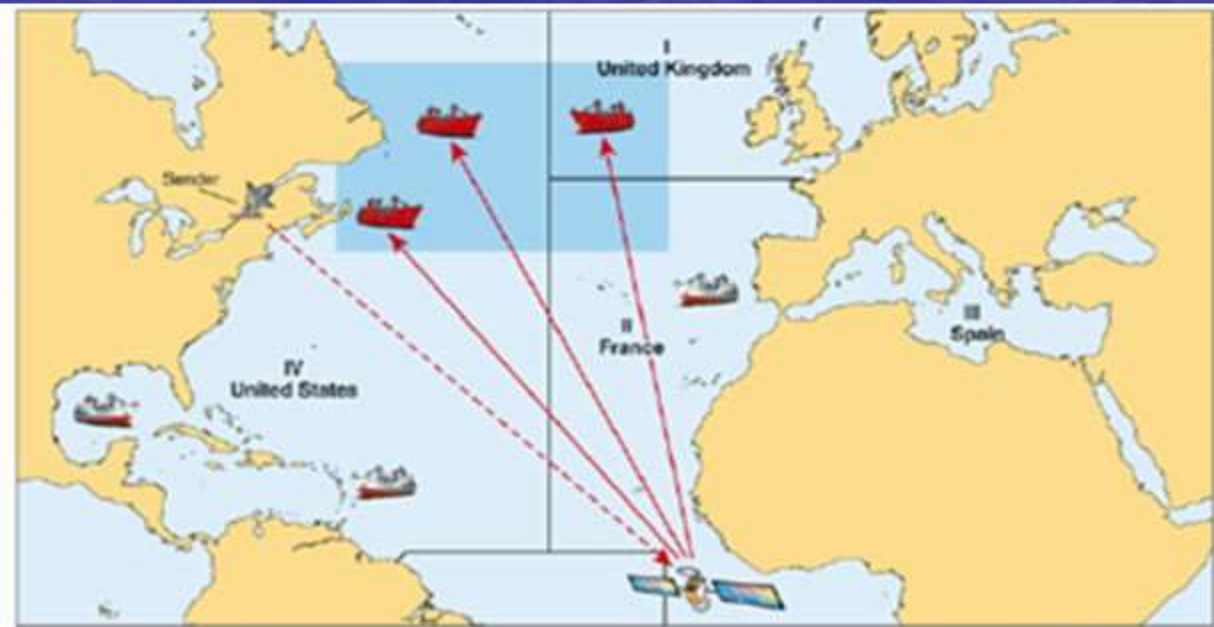 I
United Kingdom
Sender
II
France
III
Spain
IV
United States